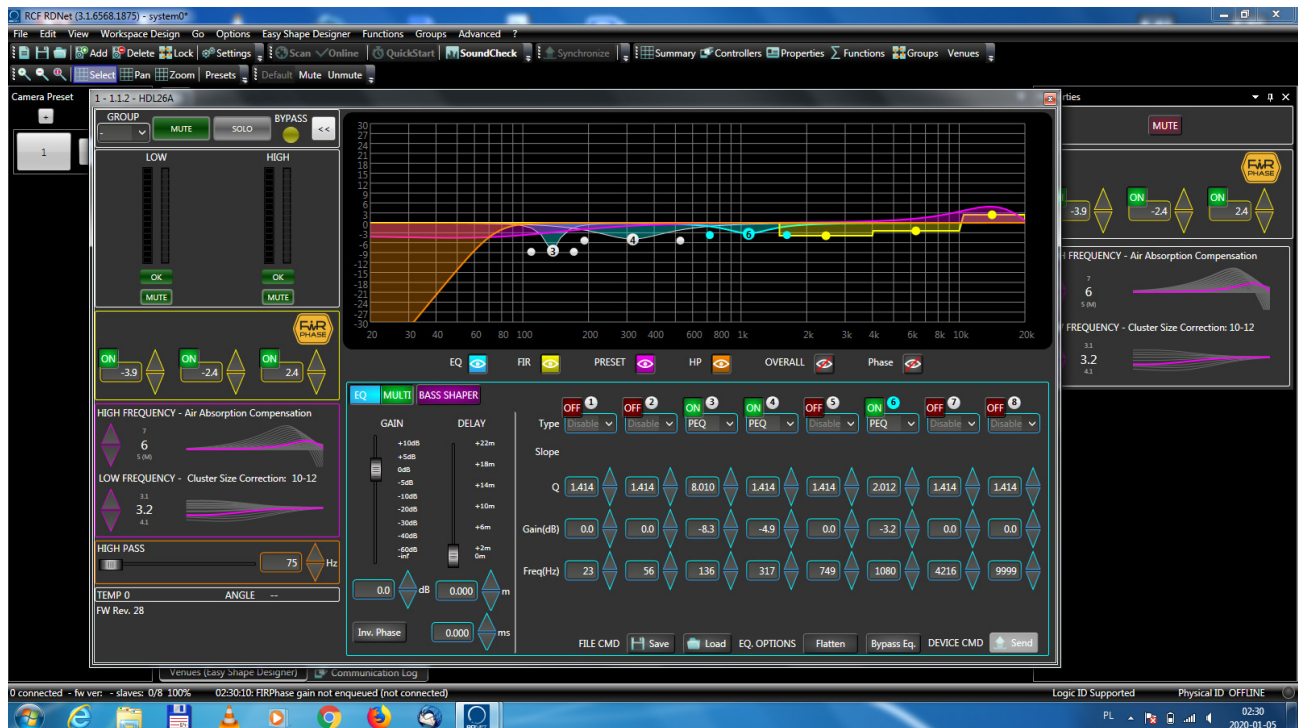 RCF RDNet (3.1.6568.1875) - system0*
File Edit View Workspace Design Go Options Easy Shape Designer Functions Groups Advanced ?
Add Delete Lock Settings Scan Online QuickStart SoundCheck Synchronize Summary Controllers Properties Functions Groups Venues
Select Pan Zoom Presets Default Mute Unmute
Camera Preset
1 - 1.1.2 - HDL26A
rties
+
1
GROUP
-
MUTE
SOLO
BYPASS
<<
LOW
HIGH
OK
OK
MUTE
MUTE
FiR
PHASE
ON
-3.9
ON
-2.4
ON
2.4
HIGH FREQUENCY - Air Absorption Compensation
7
6
5 (M)
LOW FREQUENCY - Cluster Size Correction: 10-12
3.1
3.2
4.1
HIGH PASS
75
Hz
TEMP 0
ANGLE --
FW Rev. 28
30
27
24
21
18
15
12
9
6
3
0
-3
-6
-9
-12
-15
-18
-21
-24
-27
-30
3
4
6
20 30 40 60 80 100 200 300 400 600 800 1k 2k 3k 4k 6k 8k 10k 20k
EQ FIR PRESET HP OVERALL Phase
EQ MULTI BASS SHAPER
GAIN
DELAY
+10dB
+5dB
0dB
-5dB
-10dB
-20dB
-30dB
-40dB
-60dB
-inf
+22m
+18m
+14m
+10m
+6m
+2m
0m
0.0 dB 0.000 m
Inv. Phase 0.000 ms
OFF 1 OFF 2 ON 3 ON 4 OFF 5 ON 6 OFF 7 OFF 8
Type Disable Disable PEQ PEQ Disable PEQ Disable Disable
Slope
Q 1.414 1.414 8.010 1.414 1.414 2.012 1.414 1.414
Gain(dB) 0.0 0.0 -8.3 -4.9 0.0 -3.2 0.0 0.0
Freq(Hz) 23 56 136 317 749 1080 4216 9999
FILE CMD Save Load EQ. OPTIONS Flatten Bypass Eq. DEVICE CMD Send
MUTE
FiR
PHASE
-3.9
ON
-2.4
ON
2.4
FREQUENCY - Air Absorption Compensation
7
6
5 (M)
FREQUENCY - Cluster Size Correction: 10-12
3.1
3.2
4.1
Venues (Easy Shape Designer) Communication Log
0 connected - fw ver: - slaves: 0/8 100% 02:30:10: FIRPhase gain not enqueued (not connected)
Logic ID Supported
Physical ID OFFLINE
PL
02:30
2020-01-05